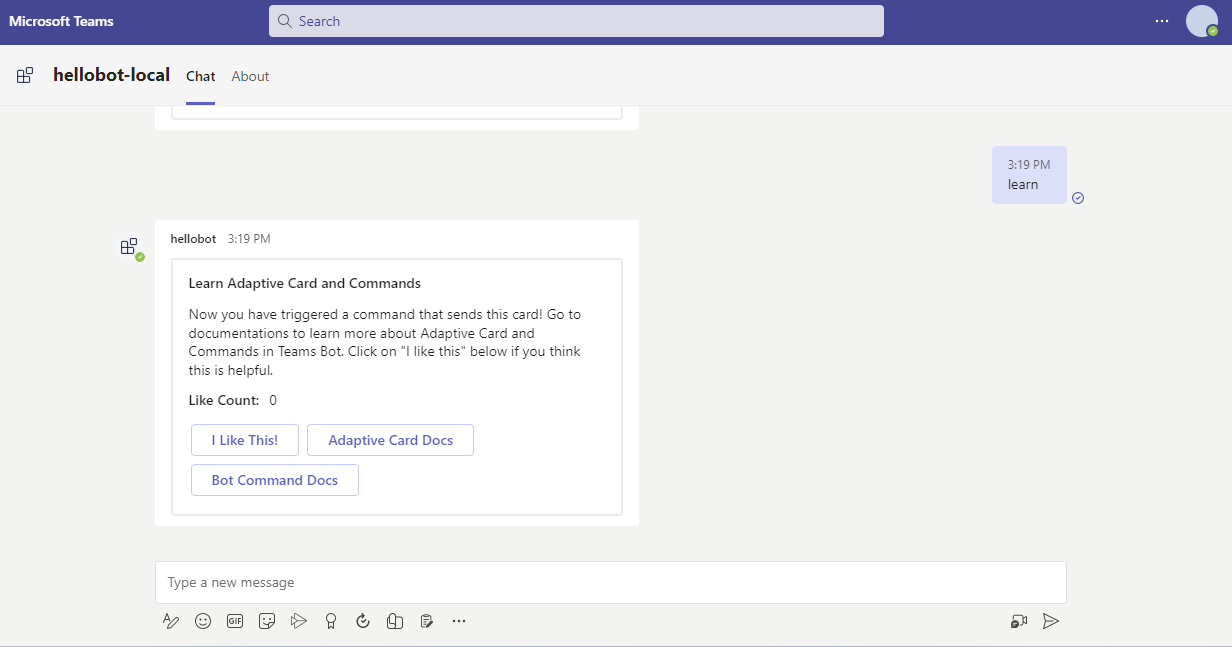 Microsoft Teams
Search
hellobot-local
Chat
About
3:19 PM
learn
hellobot 3:19 PM
Learn Adaptive Card and Commands
Now you have triggered a command that sends this card! Go to
documentations to learn more about Adaptive Card and
Commands in Teams Bot. Click on "I like this" below if you think
this is helpful.
Like Count: 0
I Like This!
Adaptive Card Docs
Bot Command Docs
Type a new message
GIF